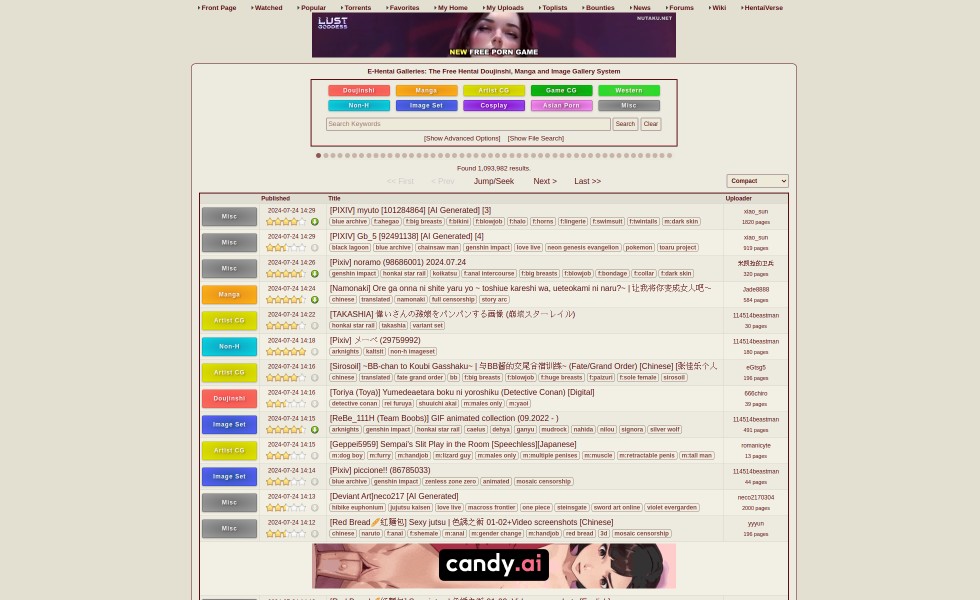 Front Page Watched Popular Torrents Favorites My Home My Uploads Toplists Bounties News Forums Wiki HentaiVerse
LUST GODDESS NUTAKU.NET
NEW FREE PORN GAME
E-Hentai Galleries: The Free Hentai Doujinshi, Manga and Image Gallery System
Doujinshi Manga Artist CG Game CG Western
Non-H Image Set Cosplay Asian Porn Misc
Search Keywords Search Clear
[Show Advanced Options] [Show File Search]
Found 1,093,982 results.
<< First < Prev Jump/Seek Next > Last >> Compact
Published Title Uploader
Misc 2024-07-24 14:29 [PIXIV] myuto [101284864] [AI Generated] [3] xiao_sun
blue archive f:ahegao f:big breasts f:bikini f:blowjob f:halo f:horns f:lingerie f:swimsuit f:twintails m:dark skin 1820 pages
Misc 2024-07-24 14:29 [PIXIV] Gb_5 [92491138] [AI Generated] [4] xiao_sun
black lagoon blue archive chainsaw man genshin impact love live neon genesis evangelion pokemon toaru project 919 pages
Misc 2024-07-24 14:26 [Pixiv] noramo (98686001) 2024.07.24
genshin impact honkai star rail koikatsu f:anal intercourse f:big breasts f:blowjob f:bondage f:collar f:dark skin 320 pages
Manga 2024-07-24 14:24 [Namonaki] Ore ga onna ni shite yaru yo ~ toshiue kareshi wa, ueteokami ni naru?~ | 让我将你变成女人吧～ Jade8888
chinese translated namonaki full censorship story arc 584 pages
Artist CG 2024-07-24 14:22 [TAKASHIA] 偉いさんの孫娘をパンパンする画像 (崩壊スターレイル) 114514beastman
honkai star rail takashia variant set 30 pages
Non-H 2024-07-24 14:18 [Pixiv] メーペ (29759992) 114514beastman
arknights kaltsit non-h imageset 180 pages
Artist CG 2024-07-24 14:16 [Sirosoil] ~BB-chan to Koubi Gasshaku~ | 与BB酱的交尾合宿训练~ (Fate/Grand Order) [Chinese] eGtsg5
chinese translated fate grand order bb f:big breasts f:blowjob f:huge breasts f:paizuri f:sole female sirosoil 196 pages
Doujinshi 2024-07-24 14:16 [Toriya (Toya)] Yumedeaetara boku ni yoroshiku (Detective Conan) [Digital] 666chiro
detective conan rei furuya shuuichi akai m:males only m:yaoi 39 pages
Image Set 2024-07-24 14:15 [ReBe_111H (Team Boobs)] GIF animated collection (09.2022 - ) 114514beastman
arknights genshin impact honkai star rail caelus dehya ganyu mudrock nahida nilou signora silver wolf 491 pages
Artist CG 2024-07-24 14:15 [Geppei5959] Sempai's Slit Play in the Room [Speechless][Japanese] romanicyte
m:dog boy m:furry m:handjob m:lizard guy m:males only m:multiple penises m:muscle m:retractable penis m:tail man 13 pages
Image Set 2024-07-24 14:14 [Pixiv] piccione!! (86785033) 114514beastman
blue archive genshin impact zenless zone zero animated mosaic censorship 44 pages
Misc 2024-07-24 14:13 [Deviant Art]neco217 [AI Generated] neco2170304
hibike euphonium jujutsu kaisen love live macross frontier one piece steinsgate sword art online violet evergarden 2000 pages
Misc 2024-07-24 14:12 [Red Bread🥖紅麵包] Sexy jutsu | 色誘之術 01-02+Video screenshots [Chinese] yyyun
chinese naruto f:anal f:shemale m:anal m:gender change m:handjob red bread 3d mosaic censorship 196 pages
candy.ai